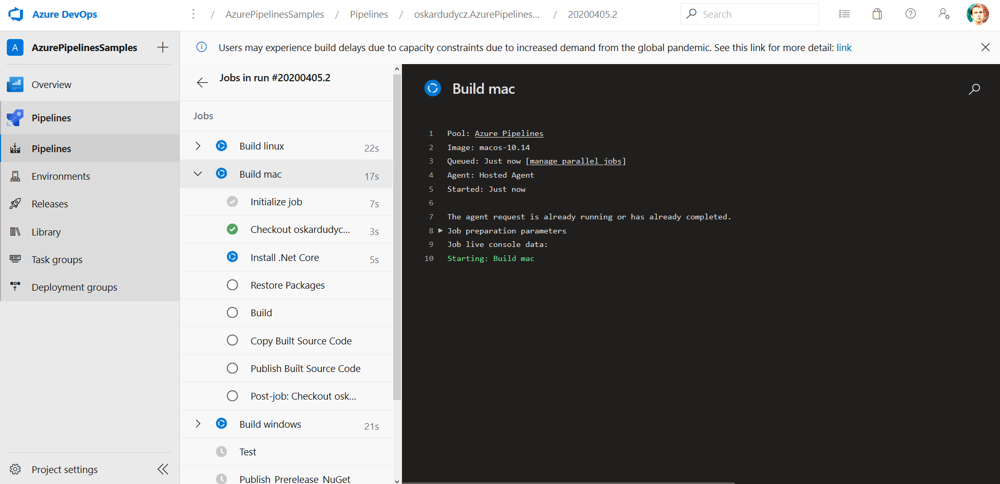 Azure DevOps
/ AzurePipelinesSamples / Pipelines / oskardudycz.AzurePipelines... / 20200405.2
Search
A AzurePipelinesSamples
Overview
Pipelines
Pipelines
Environments
Releases
Library
Task groups
Deployment groups
Project settings
Users may experience build delays due to capacity constraints due to increased demand from the global pandemic. See this link for more detail: link
Jobs in run #20200405.2
Jobs
Build linux 22s
Build mac 17s
Initialize job 7s
Checkout oskardudyc... 3s
Install .Net Core 5s
Restore Packages
Build
Copy Built Source Code
Publish Built Source Code
Post-job: Checkout osk...
Build windows 21s
Test
Publish Prerelease NuGet
Build mac
1 Pool: Azure Pipelines
2 Image: macos-10.14
3 Queued: Just now [manage parallel jobs]
4 Agent: Hosted Agent
5 Started: Just now
6
7 The agent request is already running or has already completed.
8 Job preparation parameters
9 Job live console data:
10 Starting: Build mac